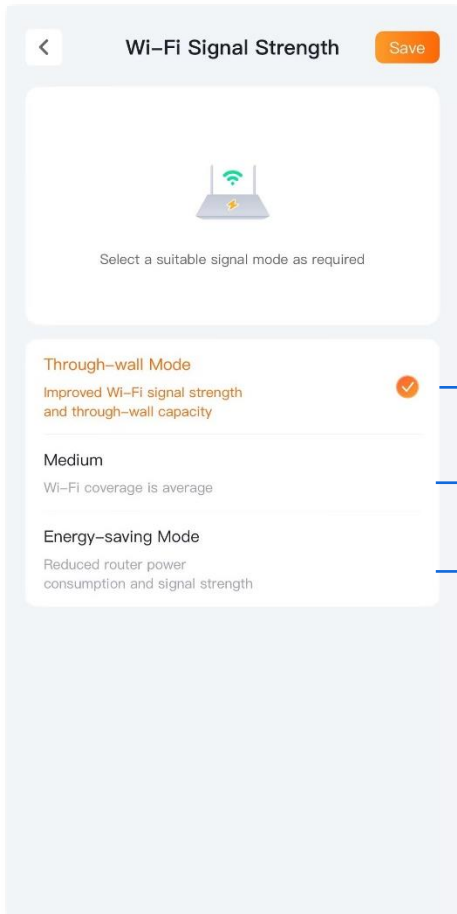 Wi-Fi Signal Strength
Save
Select a suitable signal mode as required
Through-wall Mode
Improved Wi-Fi signal strength
and through-wall capacity
Medium
Wi-Fi coverage is average
Energy-saving Mode
Reduced router power
consumption and signal strength